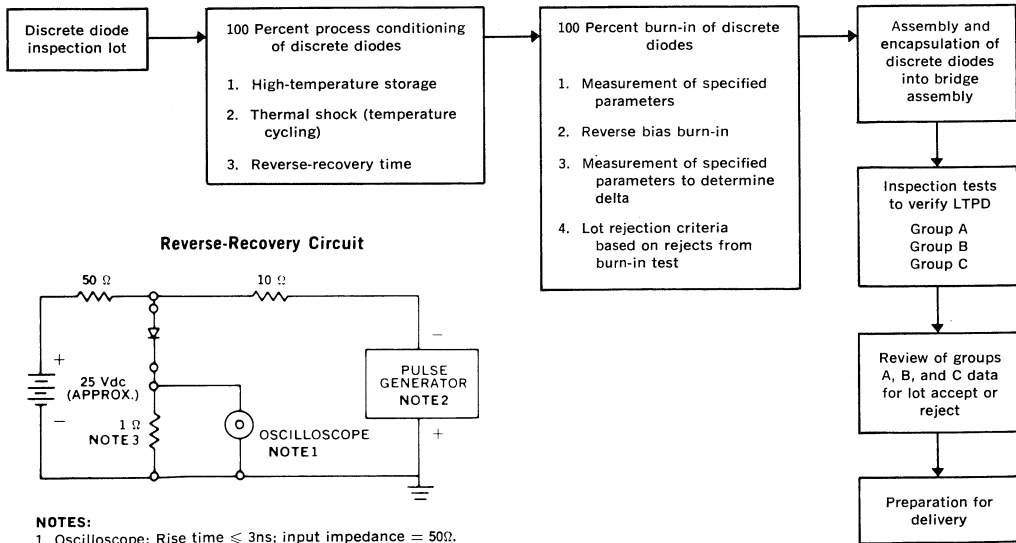 Discrete diode
inspection lot
100 Percent process conditioning
of discrete diodes
1. High-temperature storage
2. Thermal shock (temperature
cycling)
3. Reverse-recovery time
100 Percent burn-in of discrete
diodes
1. Measurement of specified
parameters
2. Reverse bias burn-in
3. Measurement of specified
parameters to determine
delta
4. Lot rejection criteria
based on rejects from
burn-in test
Assembly and
encapsulation of
discrete diodes
into bridge
assembly
Inspection tests
to verify LTPD
Group A
Group B
Group C
Review of groups
A, B, and C data
for lot accept or
reject
Preparation for
delivery
Reverse-Recovery Circuit
50 Ω
10 Ω
+
25 Vdc
(APPROX.)
−
1 Ω
NOTE 3
OSCILLOSCOPE
NOTE 1
−
PULSE
GENERATOR
NOTE 2
+
NOTES:
1. Oscilloscope: Rise time ≤ 3ns; input impedance = 50Ω.